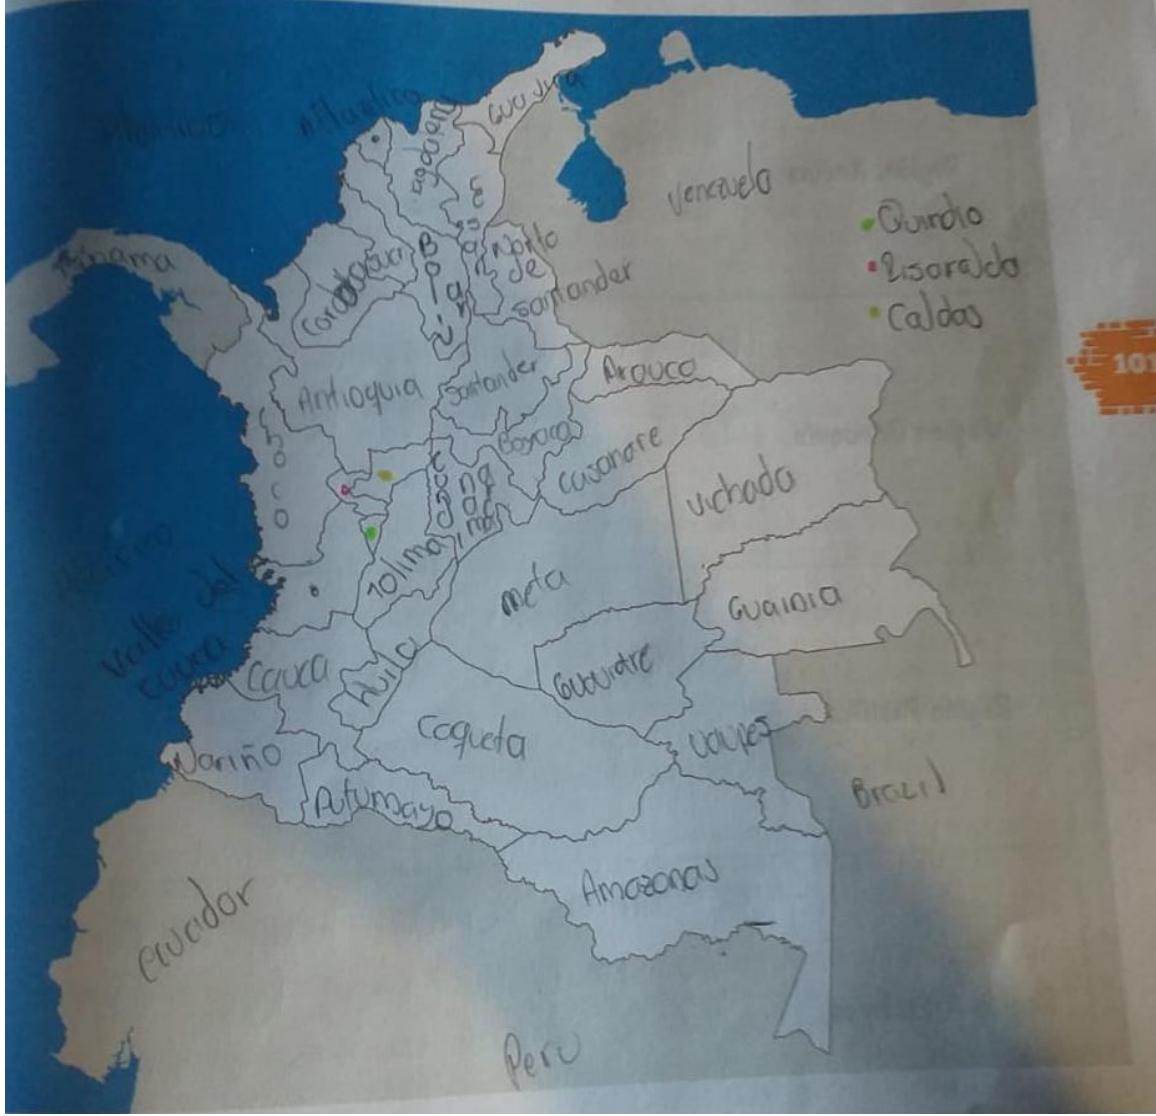 Atlantico
Guajira
Magdalena
Cesar
Venezuela
Panama
Cordoba
Sucre
Bolivar
Norte
de
Santander
Quindio
Risaralda
Caldas
101
Antioquia
Santander
Arauco
Choco
Boyaca
Casanare
Cundinamarca
Vichada
Tolima
Meta
Guainia
Valle del
cauca
Cauca
Huila
Guaviare
Caqueta
Vaupes
Nariño
Putumayo
Brazil
Amazonas
Ecuador
Peru